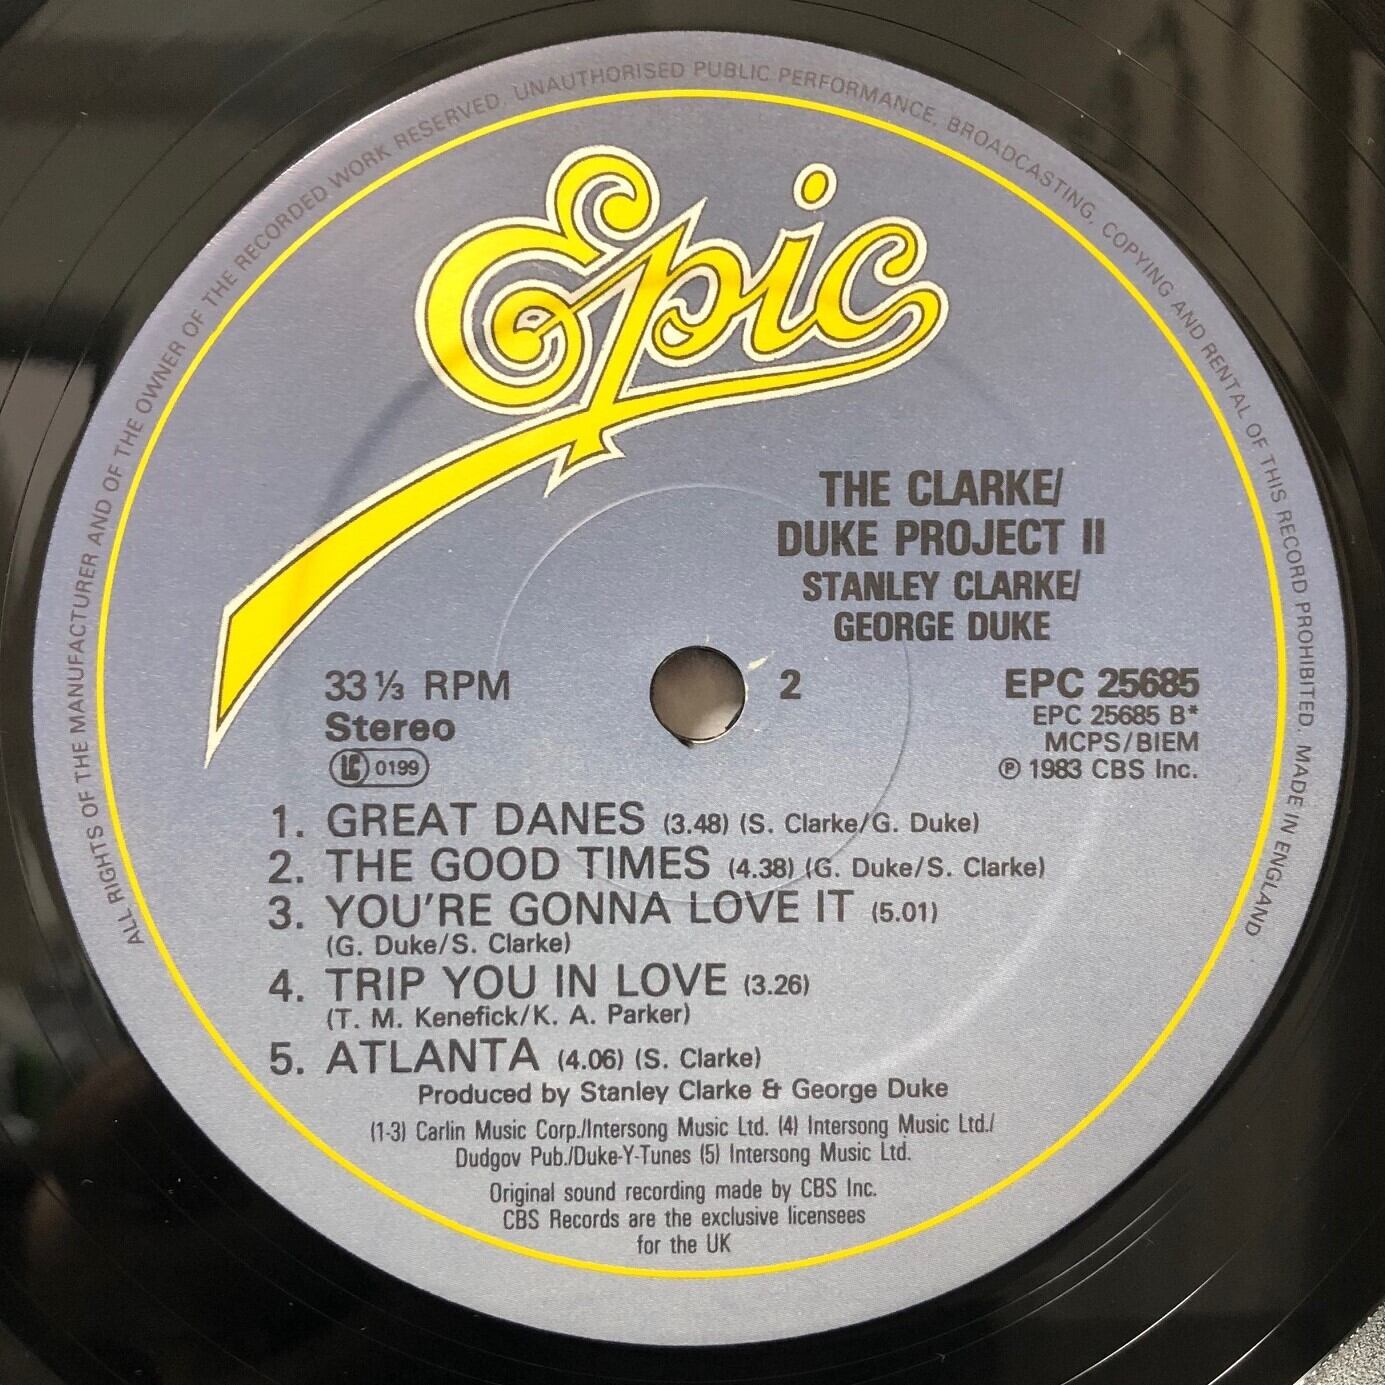 ALL RIGHTS OF THE MANUFACTURER AND OF THE OWNER OF THE RECORDED WORK RESERVED. UNAUTHORISED PUBLIC PERFORMANCE, BROADCASTING, COPYING AND RENTAL OF THIS RECORD PROHIBITED. MADE IN ENGLAND
Epic
THE CLARKE/
DUKE PROJECT II
STANLEY CLARKE/
GEORGE DUKE
33 ⅓ RPM
Stereo
LC 0199
2
EPC 25685
EPC 25685 B*
MCPS/BIEM
℗ 1983 CBS Inc.
1. GREAT DANES (3.48) (S. Clarke/G. Duke)
2. THE GOOD TIMES (4.38) (G. Duke/S. Clarke)
3. YOU'RE GONNA LOVE IT (5.01)
(G. Duke/S. Clarke)
4. TRIP YOU IN LOVE (3.26)
(T. M. Kenefick/K. A. Parker)
5. ATLANTA (4.06) (S. Clarke)
Produced by Stanley Clarke & George Duke
(1-3) Carlin Music Corp./Intersong Music Ltd. (4) Intersong Music Ltd./
Dudgov Pub./Duke-Y-Tunes (5) Intersong Music Ltd.
Original sound recording made by CBS Inc.
CBS Records are the exclusive licensees
for the UK